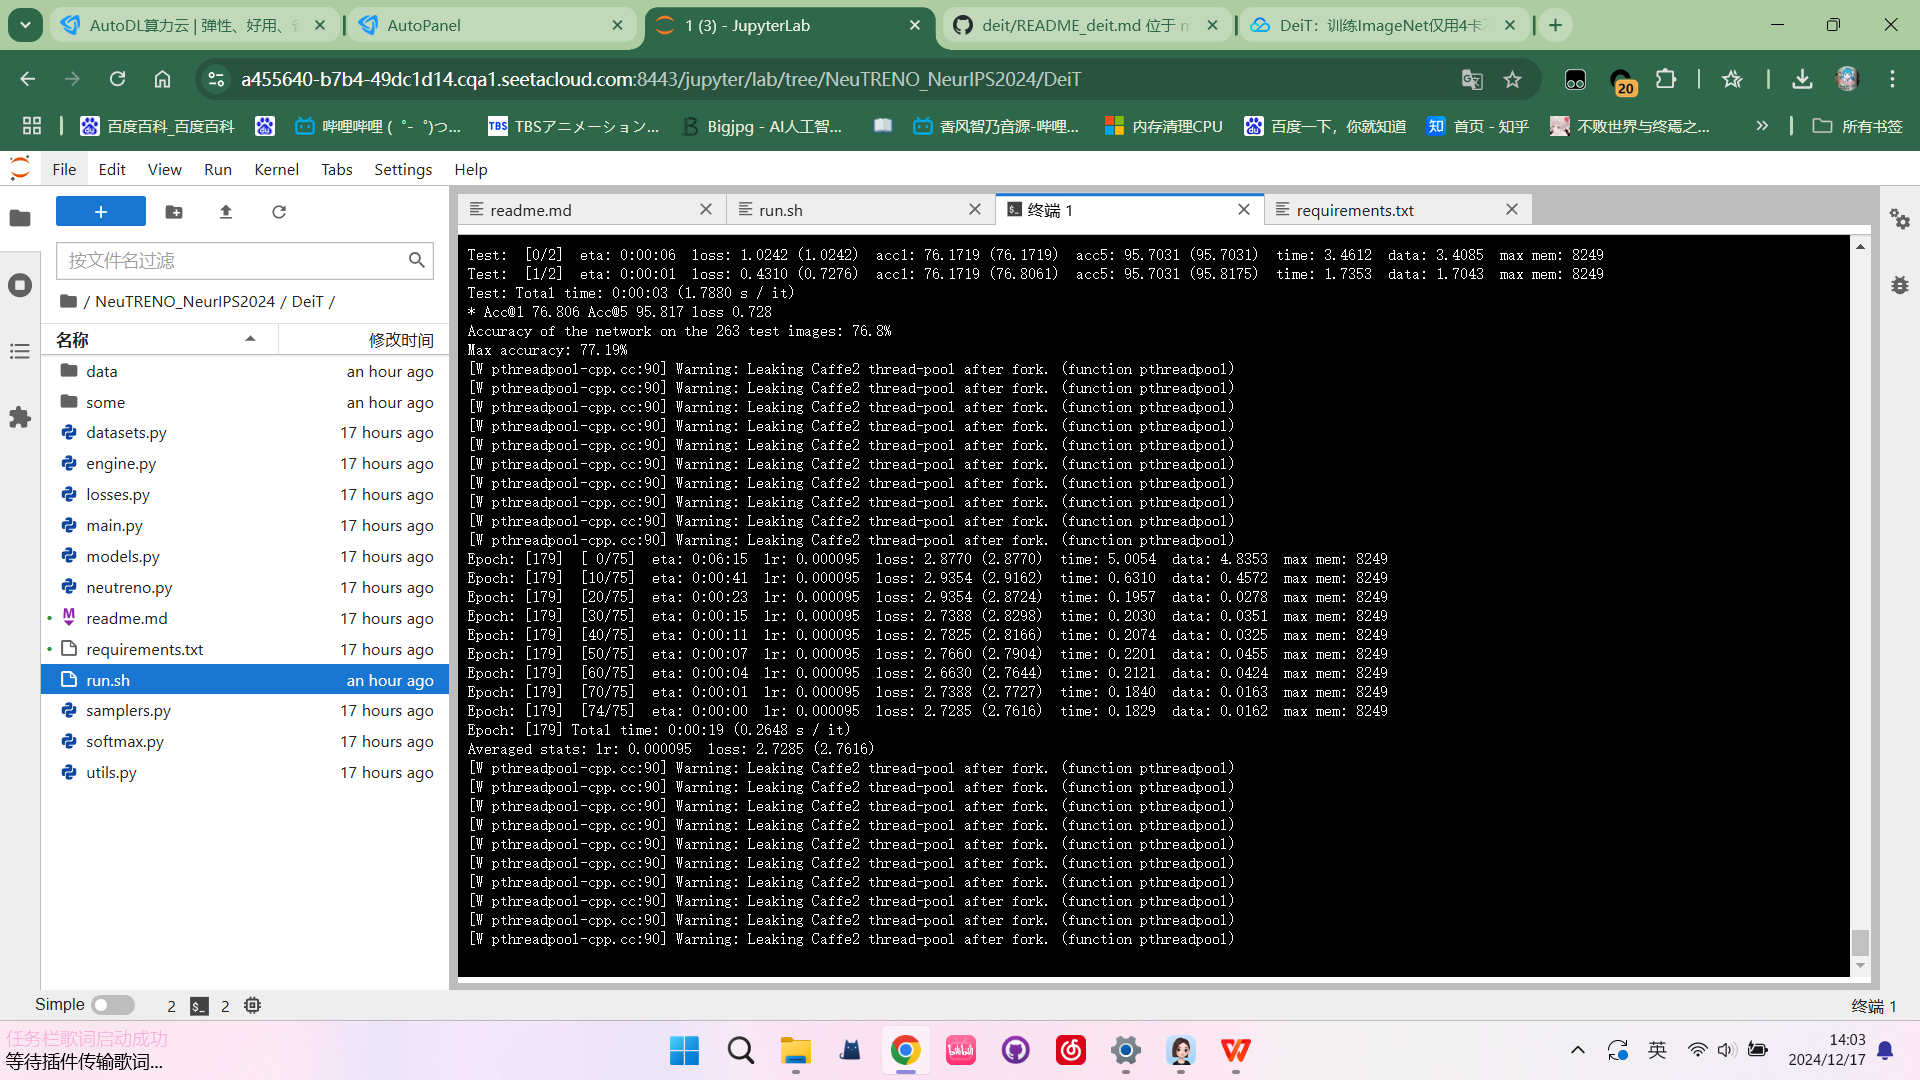 AutoDL算力云 | 弹性、好用、
AutoPanel
1 (3) - JupyterLab
deit/README_deit.md 位于 m
DeiT：训练ImageNet仅用4卡
a455640-b7b4-49dc1d14.cqa1.seetacloud.com:8443/jupyter/lab/tree/NeuTRENO_NeurIPS2024/DeiT
20
百度百科_百度百科
哔哩哔哩 (゜-゜)つ...
TBS TBSアニメーション...
Bigjpg - AI人工智...
香风智乃音源-哔哩...
内存清理CPU
百度一下，你就知道
知 首页 - 知乎
不败世界与终焉之...
所有书签
File Edit View Run Kernel Tabs Settings Help
按文件名过滤
/ NeuTRENO_NeurIPS2024 / DeiT /
名称 修改时间
data an hour ago
some an hour ago
datasets.py 17 hours ago
engine.py 17 hours ago
losses.py 17 hours ago
main.py 17 hours ago
models.py 17 hours ago
neutreno.py 17 hours ago
readme.md 17 hours ago
requirements.txt 17 hours ago
run.sh an hour ago
samplers.py 17 hours ago
softmax.py 17 hours ago
utils.py 17 hours ago
readme.md
run.sh
终端 1
requirements.txt
Test: [0/2] eta: 0:00:06 loss: 1.0242 (1.0242) acc1: 76.1719 (76.1719) acc5: 95.7031 (95.7031) time: 3.4612 data: 3.4085 max mem: 8249
Test: [1/2] eta: 0:00:01 loss: 0.4310 (0.7276) acc1: 76.1719 (76.8061) acc5: 95.7031 (95.8175) time: 1.7353 data: 1.7043 max mem: 8249
Test: Total time: 0:00:03 (1.7880 s / it)
* Acc@1 76.806 Acc@5 95.817 loss 0.728
Accuracy of the network on the 263 test images: 76.8%
Max accuracy: 77.19%
[W pthreadpool-cpp.cc:90] Warning: Leaking Caffe2 thread-pool after fork. (function pthreadpool)
[W pthreadpool-cpp.cc:90] Warning: Leaking Caffe2 thread-pool after fork. (function pthreadpool)
[W pthreadpool-cpp.cc:90] Warning: Leaking Caffe2 thread-pool after fork. (function pthreadpool)
[W pthreadpool-cpp.cc:90] Warning: Leaking Caffe2 thread-pool after fork. (function pthreadpool)
[W pthreadpool-cpp.cc:90] Warning: Leaking Caffe2 thread-pool after fork. (function pthreadpool)
[W pthreadpool-cpp.cc:90] Warning: Leaking Caffe2 thread-pool after fork. (function pthreadpool)
[W pthreadpool-cpp.cc:90] Warning: Leaking Caffe2 thread-pool after fork. (function pthreadpool)
[W pthreadpool-cpp.cc:90] Warning: Leaking Caffe2 thread-pool after fork. (function pthreadpool)
[W pthreadpool-cpp.cc:90] Warning: Leaking Caffe2 thread-pool after fork. (function pthreadpool)
[W pthreadpool-cpp.cc:90] Warning: Leaking Caffe2 thread-pool after fork. (function pthreadpool)
Epoch: [179] [ 0/75] eta: 0:06:15 lr: 0.000095 loss: 2.8770 (2.8770) time: 5.0054 data: 4.8353 max mem: 8249
Epoch: [179] [10/75] eta: 0:00:41 lr: 0.000095 loss: 2.9354 (2.9162) time: 0.6310 data: 0.4572 max mem: 8249
Epoch: [179] [20/75] eta: 0:00:23 lr: 0.000095 loss: 2.9354 (2.8724) time: 0.1957 data: 0.0278 max mem: 8249
Epoch: [179] [30/75] eta: 0:00:15 lr: 0.000095 loss: 2.7388 (2.8298) time: 0.2030 data: 0.0351 max mem: 8249
Epoch: [179] [40/75] eta: 0:00:11 lr: 0.000095 loss: 2.7825 (2.8166) time: 0.2074 data: 0.0325 max mem: 8249
Epoch: [179] [50/75] eta: 0:00:07 lr: 0.000095 loss: 2.7660 (2.7904) time: 0.2201 data: 0.0455 max mem: 8249
Epoch: [179] [60/75] eta: 0:00:04 lr: 0.000095 loss: 2.6630 (2.7644) time: 0.2121 data: 0.0424 max mem: 8249
Epoch: [179] [70/75] eta: 0:00:01 lr: 0.000095 loss: 2.7388 (2.7727) time: 0.1840 data: 0.0163 max mem: 8249
Epoch: [179] [74/75] eta: 0:00:00 lr: 0.000095 loss: 2.7285 (2.7616) time: 0.1829 data: 0.0162 max mem: 8249
Epoch: [179] Total time: 0:00:19 (0.2648 s / it)
Averaged stats: lr: 0.000095 loss: 2.7285 (2.7616)
[W pthreadpool-cpp.cc:90] Warning: Leaking Caffe2 thread-pool after fork. (function pthreadpool)
[W pthreadpool-cpp.cc:90] Warning: Leaking Caffe2 thread-pool after fork. (function pthreadpool)
[W pthreadpool-cpp.cc:90] Warning: Leaking Caffe2 thread-pool after fork. (function pthreadpool)
[W pthreadpool-cpp.cc:90] Warning: Leaking Caffe2 thread-pool after fork. (function pthreadpool)
[W pthreadpool-cpp.cc:90] Warning: Leaking Caffe2 thread-pool after fork. (function pthreadpool)
[W pthreadpool-cpp.cc:90] Warning: Leaking Caffe2 thread-pool after fork. (function pthreadpool)
[W pthreadpool-cpp.cc:90] Warning: Leaking Caffe2 thread-pool after fork. (function pthreadpool)
[W pthreadpool-cpp.cc:90] Warning: Leaking Caffe2 thread-pool after fork. (function pthreadpool)
[W pthreadpool-cpp.cc:90] Warning: Leaking Caffe2 thread-pool after fork. (function pthreadpool)
[W pthreadpool-cpp.cc:90] Warning: Leaking Caffe2 thread-pool after fork. (function pthreadpool)
Simple 2 2
终端 1
任务栏歌词启动成功
等待插件传输歌词...
bilibili
英
14:03
2024/12/17